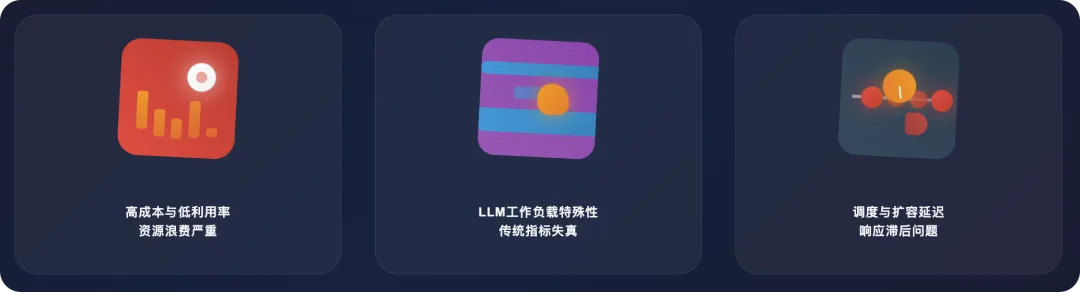 高成本与低利用率
资源浪费严重
LLM工作负载特殊性
传统指标失真
调度与扩容延迟
响应滞后问题